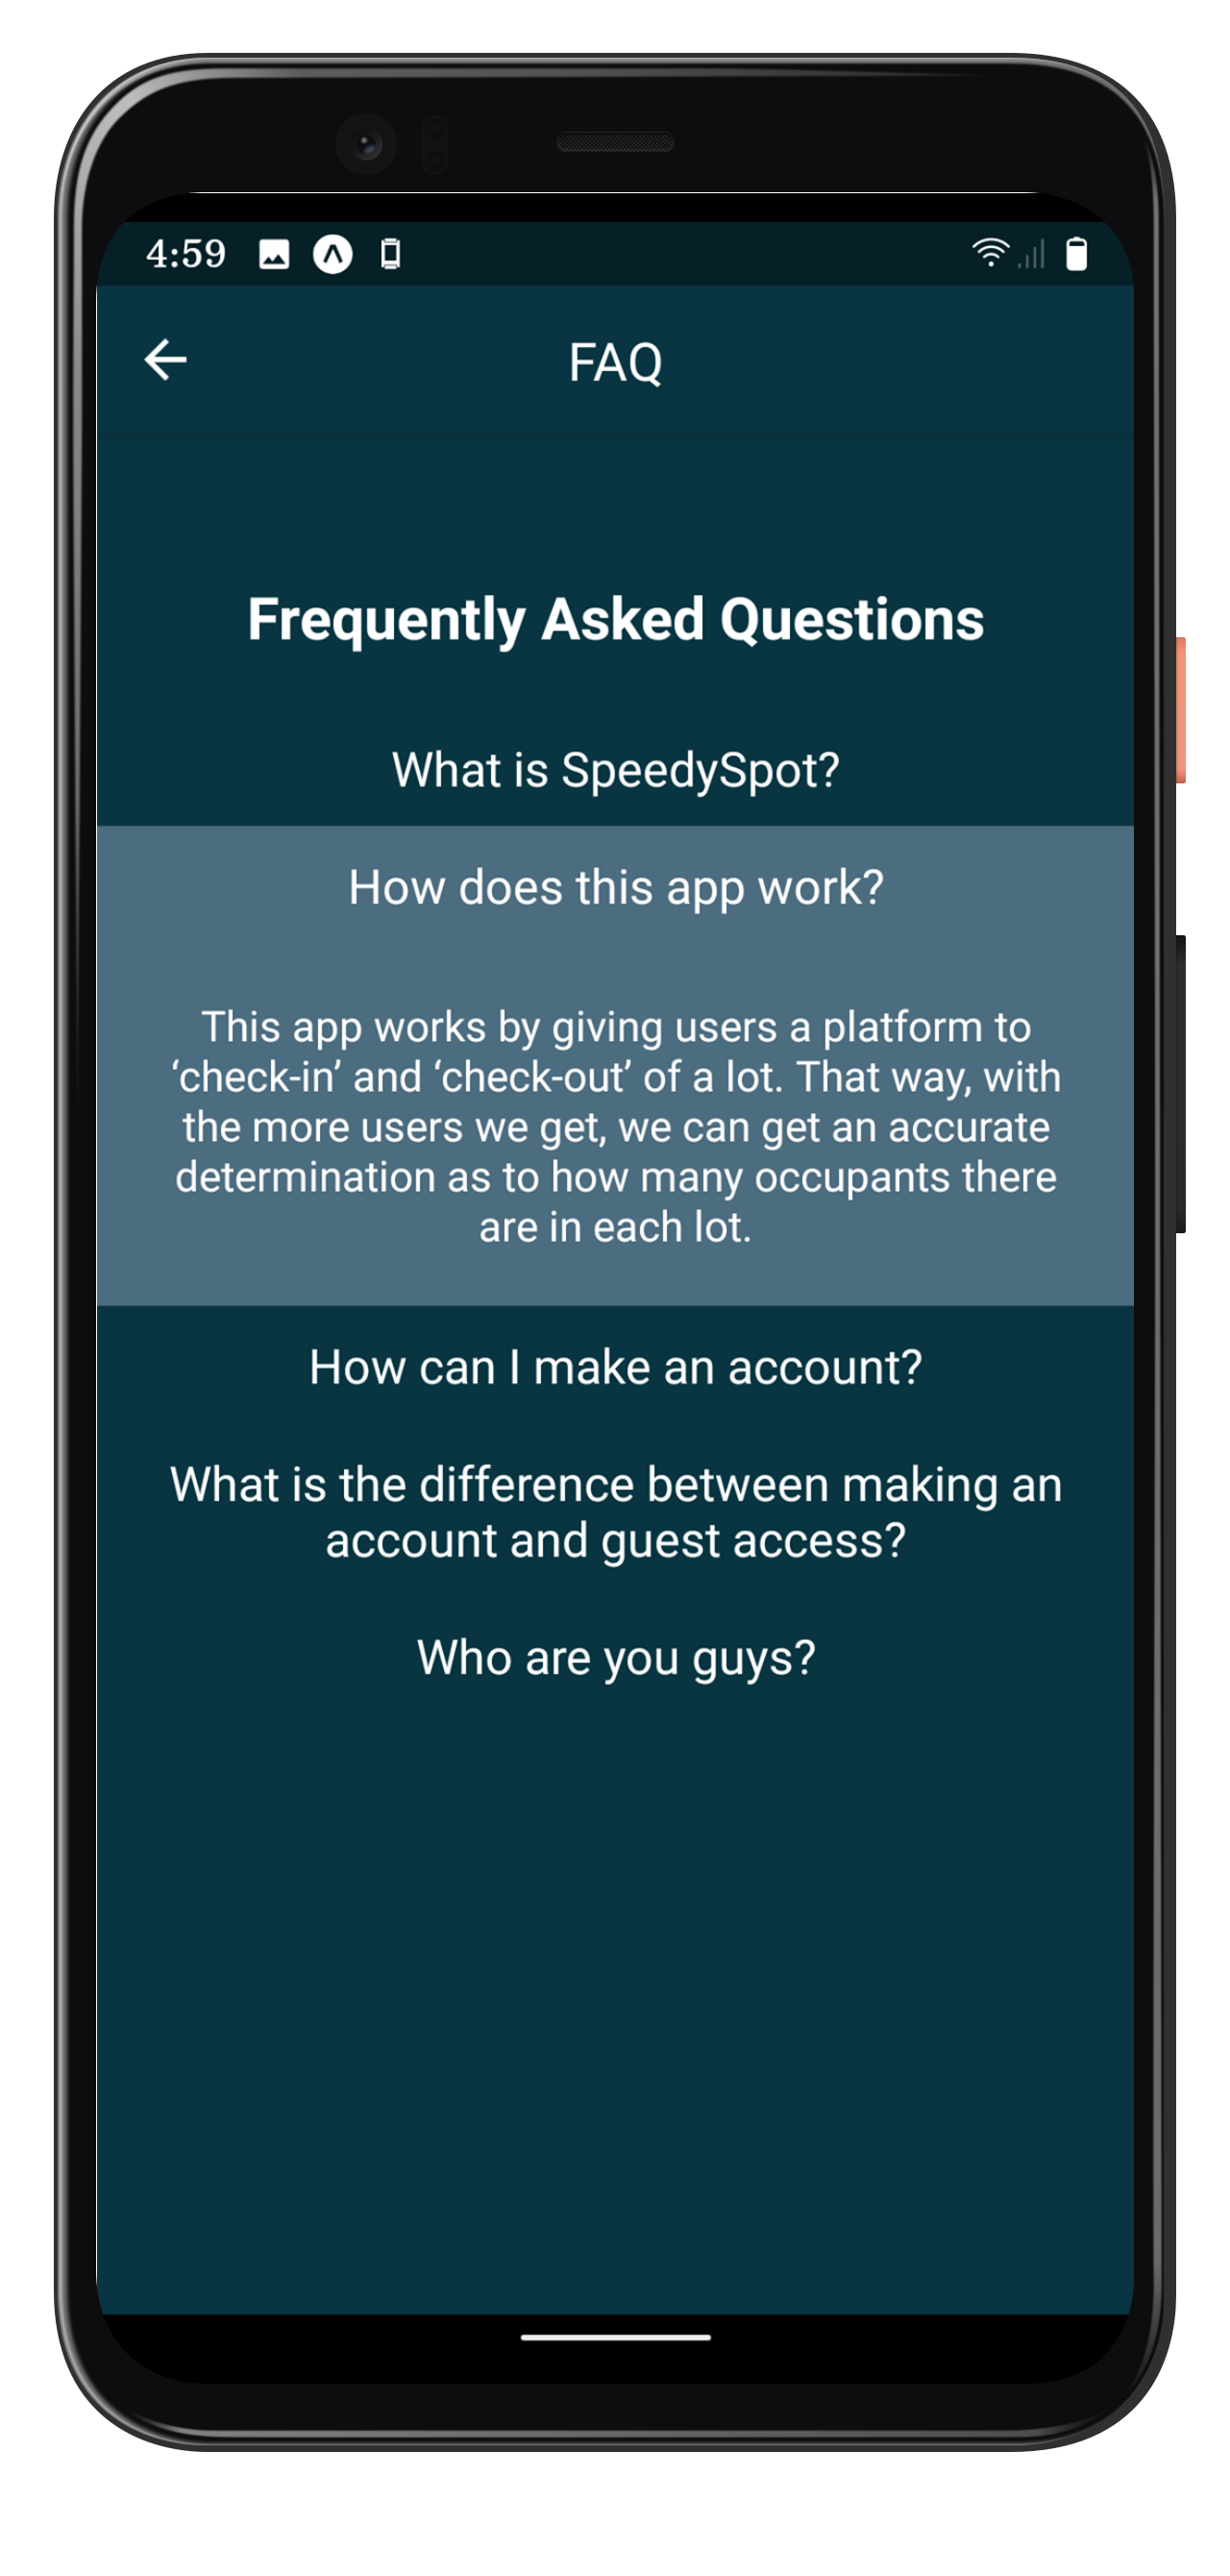 4:59
FAQ
Frequently Asked Questions
What is SpeedySpot?
How does this app work?
This app works by giving users a platform to
‘check-in’ and ‘check-out’ of a lot. That way, with
the more users we get, we can get an accurate
determination as to how many occupants there
are in each lot.
How can I make an account?
What is the difference between making an
account and guest access?
Who are you guys?